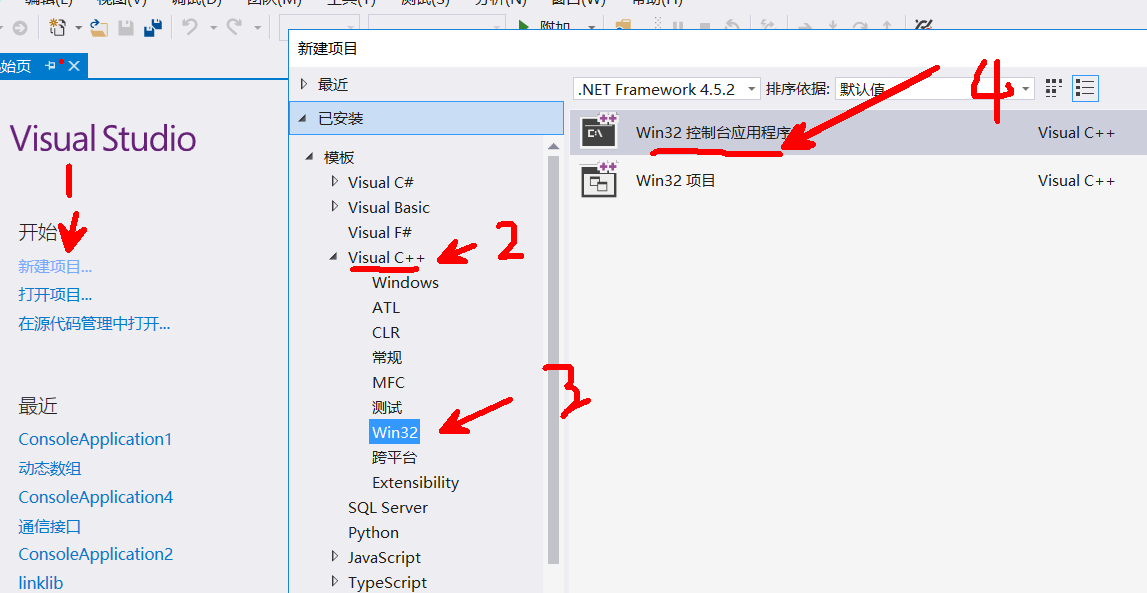 编辑(E) 视图(V) 调试(D) 团队(M) 工具(T) 测试(S) 分析(N) 窗口(W) 帮助(H)
附加...
始页
新建项目
最近
.NET Framework 4.5.2
排序依据:
默认值
4
已安装
Visual Studio
1
开始
新建项目...
打开项目...
在源代码管理中打开...
最近
ConsoleApplication1
动态数组
ConsoleApplication4
通信接口
ConsoleApplication2
linklib
模板
Visual C#
Visual Basic
Visual F#
Visual C++
2
Windows
ATL
CLR
常规
MFC
测试
3
Win32
跨平台
Extensibility
SQL Server
Python
JavaScript
TypeScript
Win32 控制台应用程序
Visual C++
Win32 项目
Visual C++